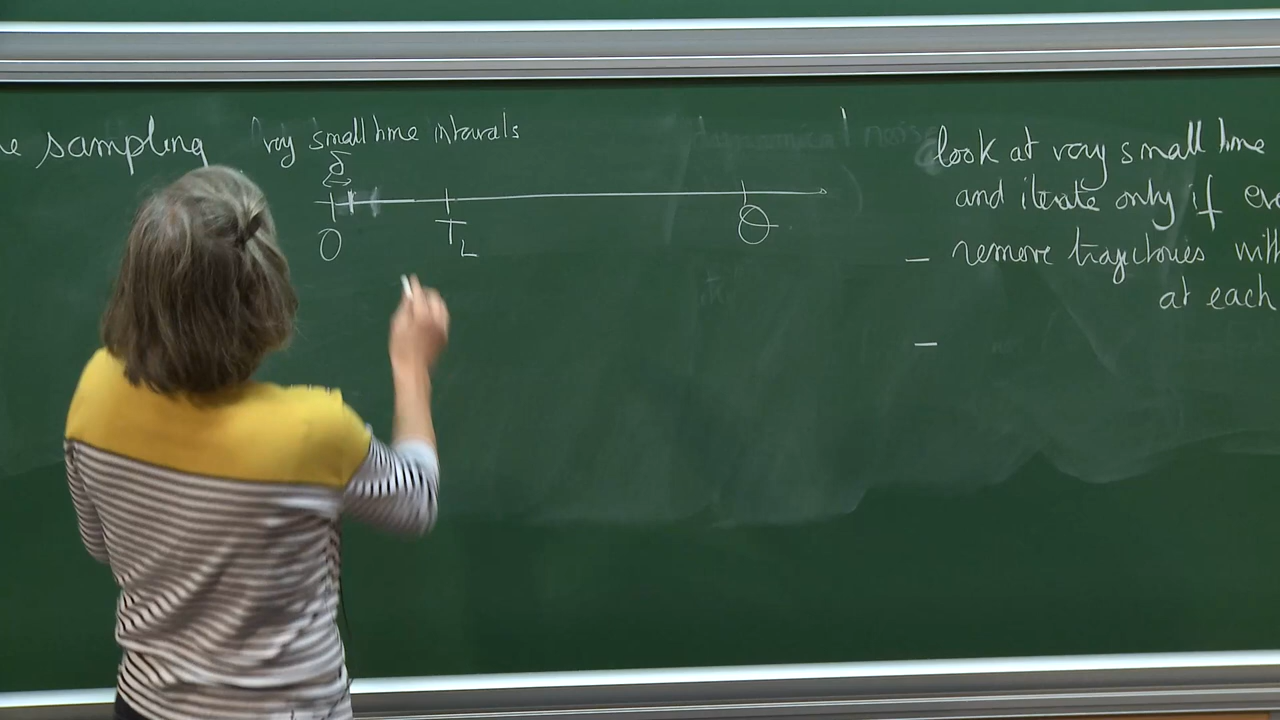 e sampling very small time intervals
δ
0 T_L Θ
look at very small time
and iterate only if eve
— remove trajectories with
at each
—